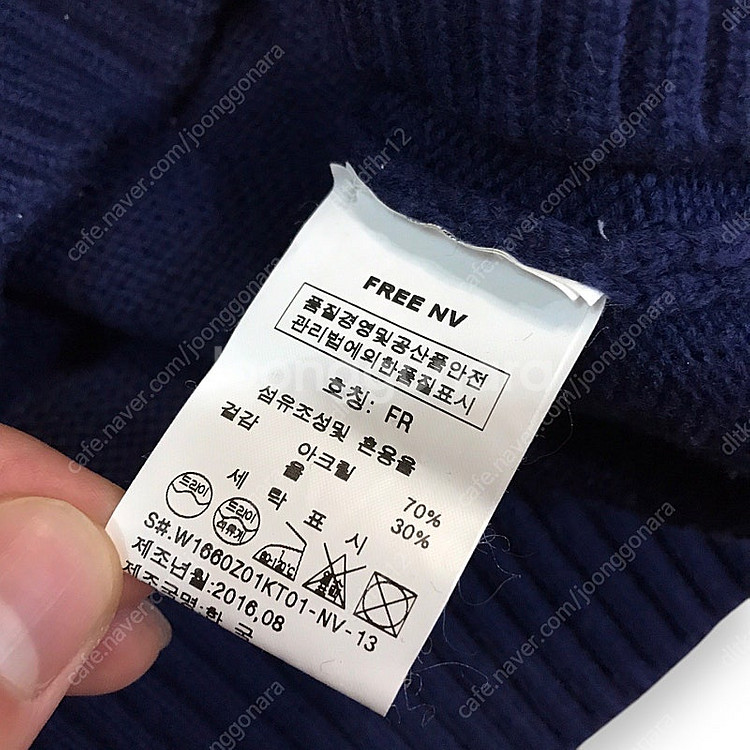 FREE NV
품질경영및공산품안전
관리법에의한품질표시
호칭: FR
섬유조성및 혼용율
겉감
아크릴 70%
울 30%
세 탁 표 시
드라이
드라이
석유계
S#.W1660Z01KT01-NV-13
제조년월:2016,08
제조국명:한 국
cafe.naver.com/joonggonara